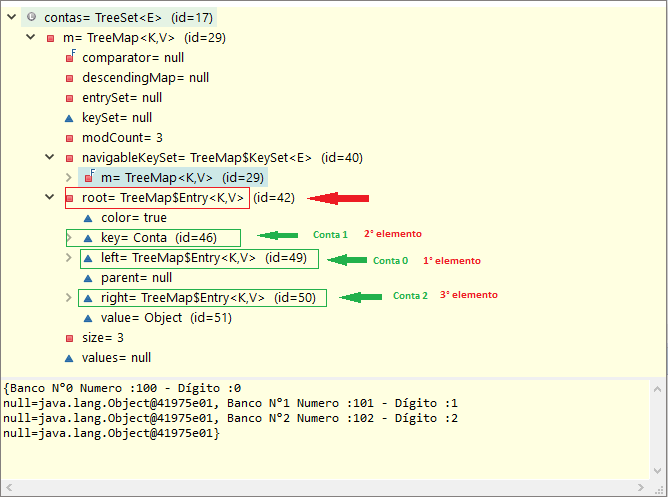 contas= TreeSet<E> (id=17)
m= TreeMap<K,V> (id=29)
comparator= null
descendingMap= null
entrySet= null
keySet= null
modCount= 3
navigableKeySet= TreeMap$KeySet<E> (id=40)
m= TreeMap<K,V> (id=29)
root= TreeMap$Entry<K,V> (id=42)
color= true
key= Conta (id=46) Conta 1 2° elemento
left= TreeMap$Entry<K,V> (id=49) Conta 0 1° elemento
parent= null
right= TreeMap$Entry<K,V> (id=50) Conta 2 3° elemento
value= Object (id=51)
size= 3
values= null
{Banco N°0 Numero :100 - Dígito :0
null=java.lang.Object@41975e01, Banco N°1 Numero :101 - Dígito :1
null=java.lang.Object@41975e01, Banco N°2 Numero :102 - Dígito :2
null=java.lang.Object@41975e01}